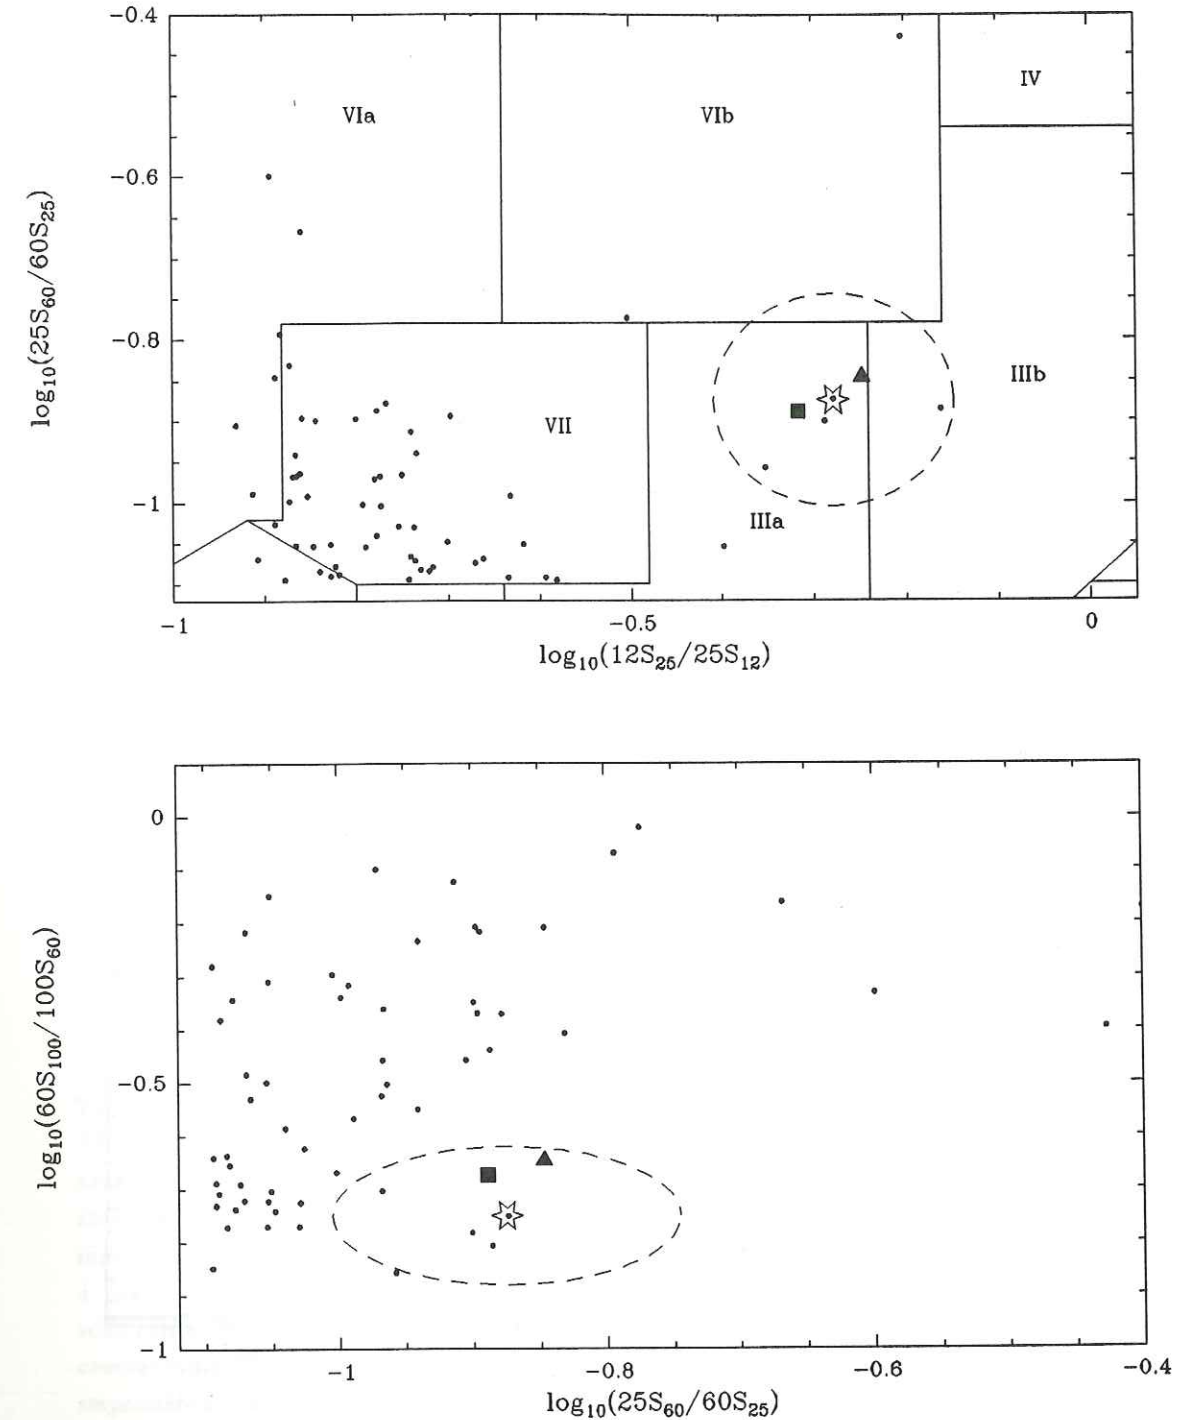 −0.4
IV
VIa
VIb
−0.6
log₁₀(25S₆₀/60S₂₅)
−0.8
IIIb
VII
−1
IIIa
−1
−0.5
0
log₁₀(12S₂₅/25S₁₂)
0
log₁₀(60S₁₀₀/100S₆₀)
−0.5
−1
−1
−0.8
−0.6
−0.4
log₁₀(25S₆₀/60S₂₅)